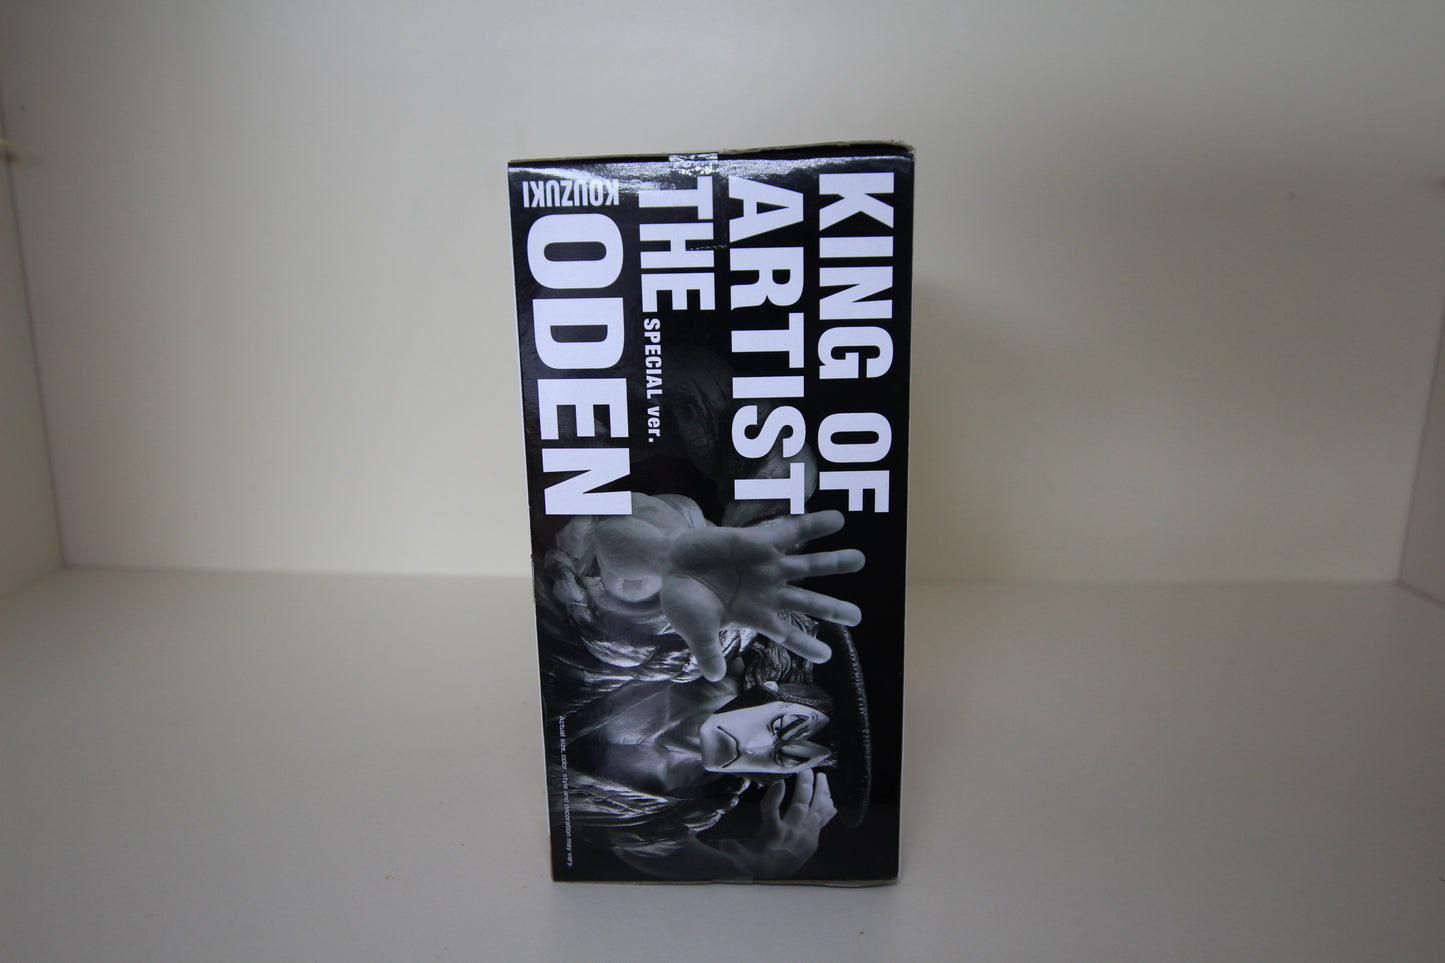 KING OF
ARTIST
THE SPECIAL ver.
KOUZUKI
ODEN
Actual size, color, style and decoration may vary.